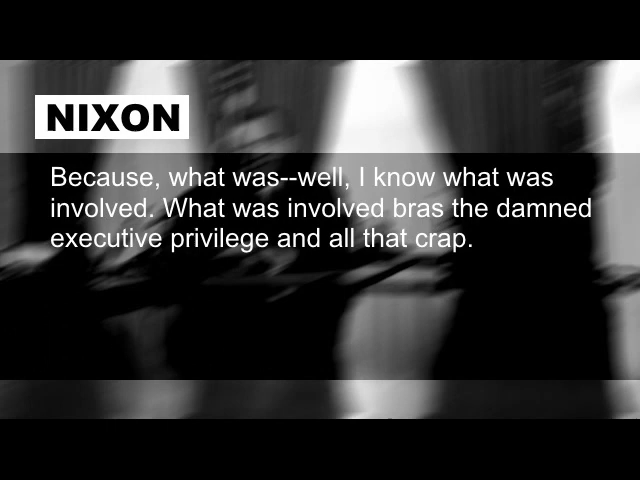 NIXON
Because, what was--well, I know what was
involved. What was involved bras the damned
executive privilege and all that crap.